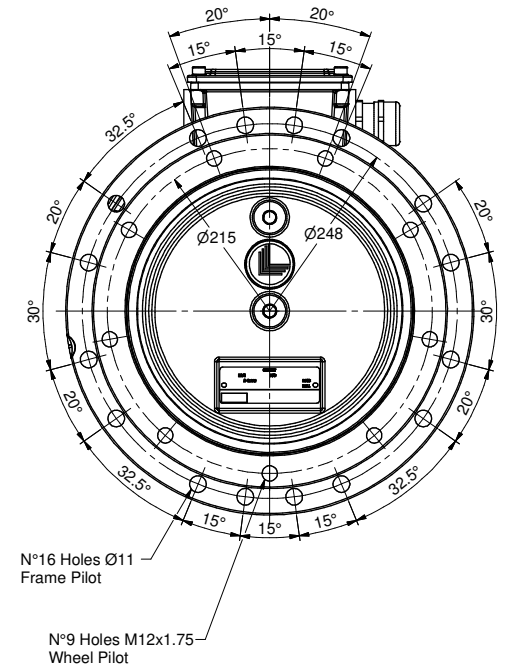 20° 20°
15° 15° 15°
32.5°
20° 20°
Ø215 Ø248
30° 30°
20° 20°
32.5° 32.5°
15° 15° 15°
N°16 Holes Ø11
Frame Pilot
N°9 Holes M12x1.75
Wheel Pilot